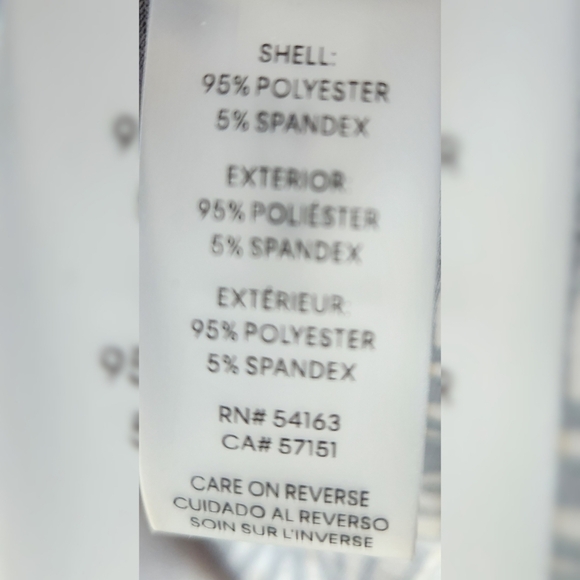 SHELL:
95% POLYESTER
5% SPANDEX
EXTERIOR:
95% POLIÉSTER
5% SPANDEX
EXTÉRIEUR:
95% POLYESTER
5% SPANDEX
RN# 54163
CA# 57151
CARE ON REVERSE
CUIDADO AL REVERSO
SOIN SUR L'INVERSE